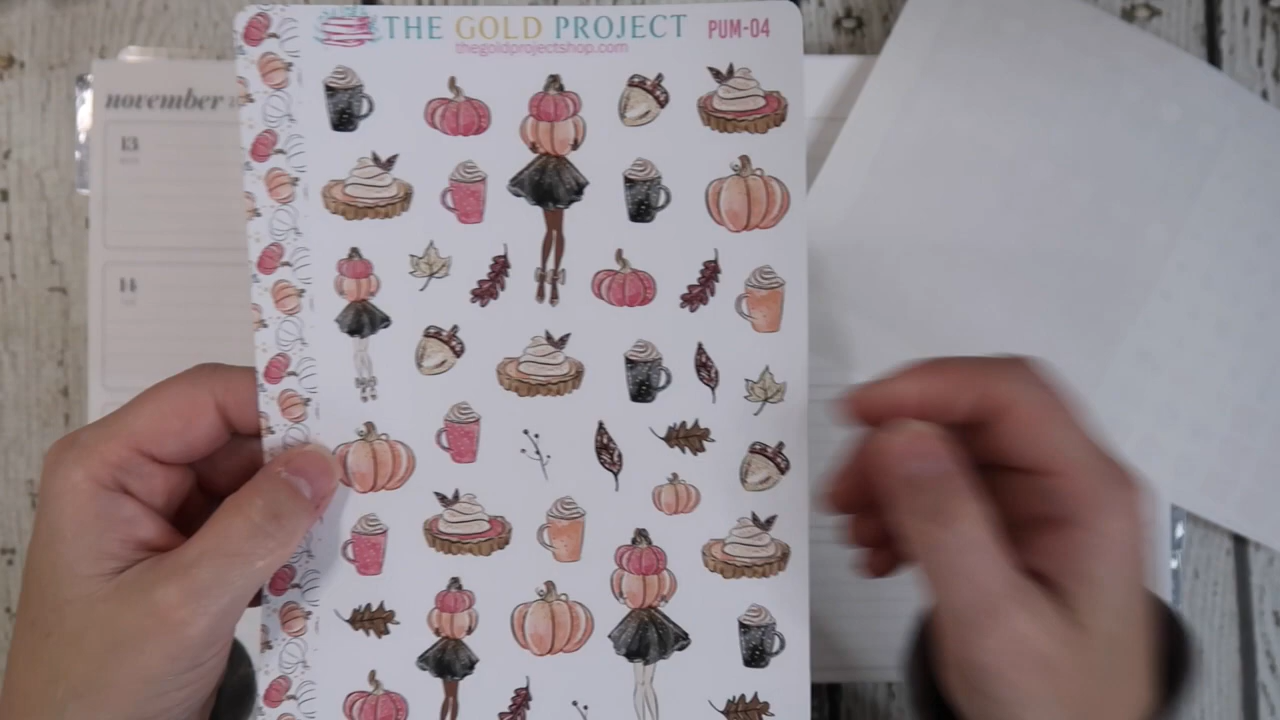 THE GOLD PROJECT PUM-04
thegoldprojectshop.com
november
13
14